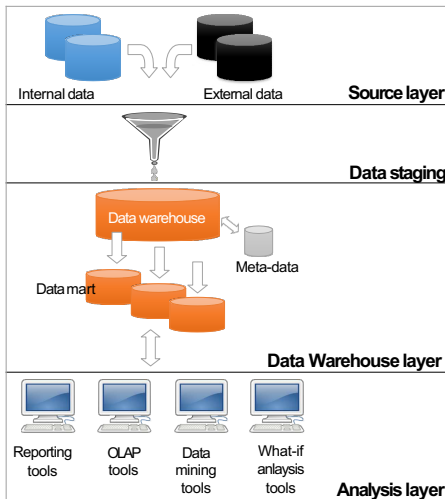 Internal data
External data
Source layer
Data staging
Data warehouse
Meta-data
Data mart
Data Warehouse layer
Reporting
tools
OLAP
tools
Data
mining tools
What-if
anlaysis tools
Analysis layer